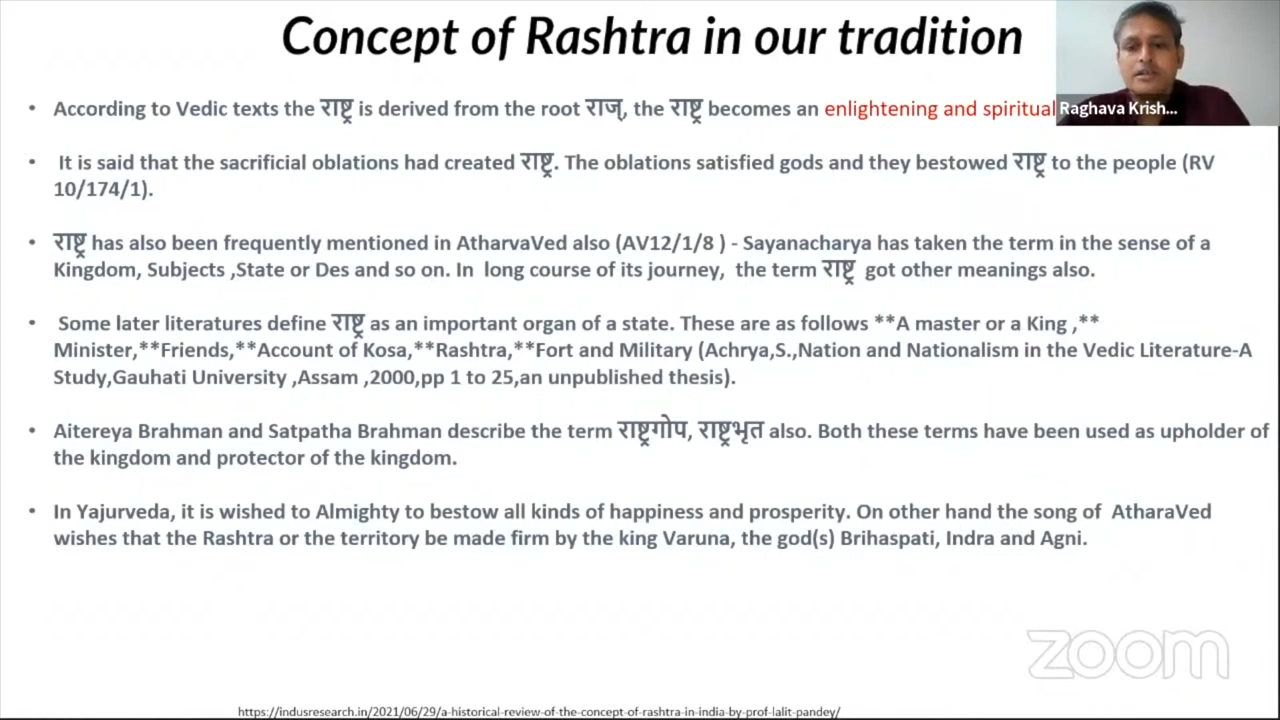 Concept of Rashtra in our tradition
• According to Vedic texts the राष्ट्र is derived from the root राज्, the राष्ट्र becomes an enlightening and spiritual
Raghava Krish...
• It is said that the sacrificial oblations had created राष्ट्र. The oblations satisfied gods and they bestowed राष्ट्र to the people (RV
10/174/1).
• राष्ट्र has also been frequently mentioned in AtharvaVed also (AV12/1/8 ) - Sayanacharya has taken the term in the sense of a
Kingdom, Subjects ,State or Des and so on. In long course of its journey, the term राष्ट्र got other meanings also.
• Some later literatures define राष्ट्र as an important organ of a state. These are as follows **A master or a King ,**
Minister,**Friends,**Account of Kosa,**Rashtra,**Fort and Military (Achrya,S.,Nation and Nationalism in the Vedic Literature-A
Study,Gauhati University ,Assam ,2000,pp 1 to 25,an unpublished thesis).
• Aitereya Brahman and Satpatha Brahman describe the term राष्ट्रगोप, राष्ट्रभृत also. Both these terms have been used as upholder of
the kingdom and protector of the kingdom.
• In Yajurveda, it is wished to Almighty to bestow all kinds of happiness and prosperity. On other hand the song of AtharaVed
wishes that the Rashtra or the territory be made firm by the king Varuna, the god(s) Brihaspati, Indra and Agni.
zoom
https://indusresearch.in/2021/06/29/a-historical-review-of-the-concept-of-rashtra-in-india-by-prof-lalit-pandey/